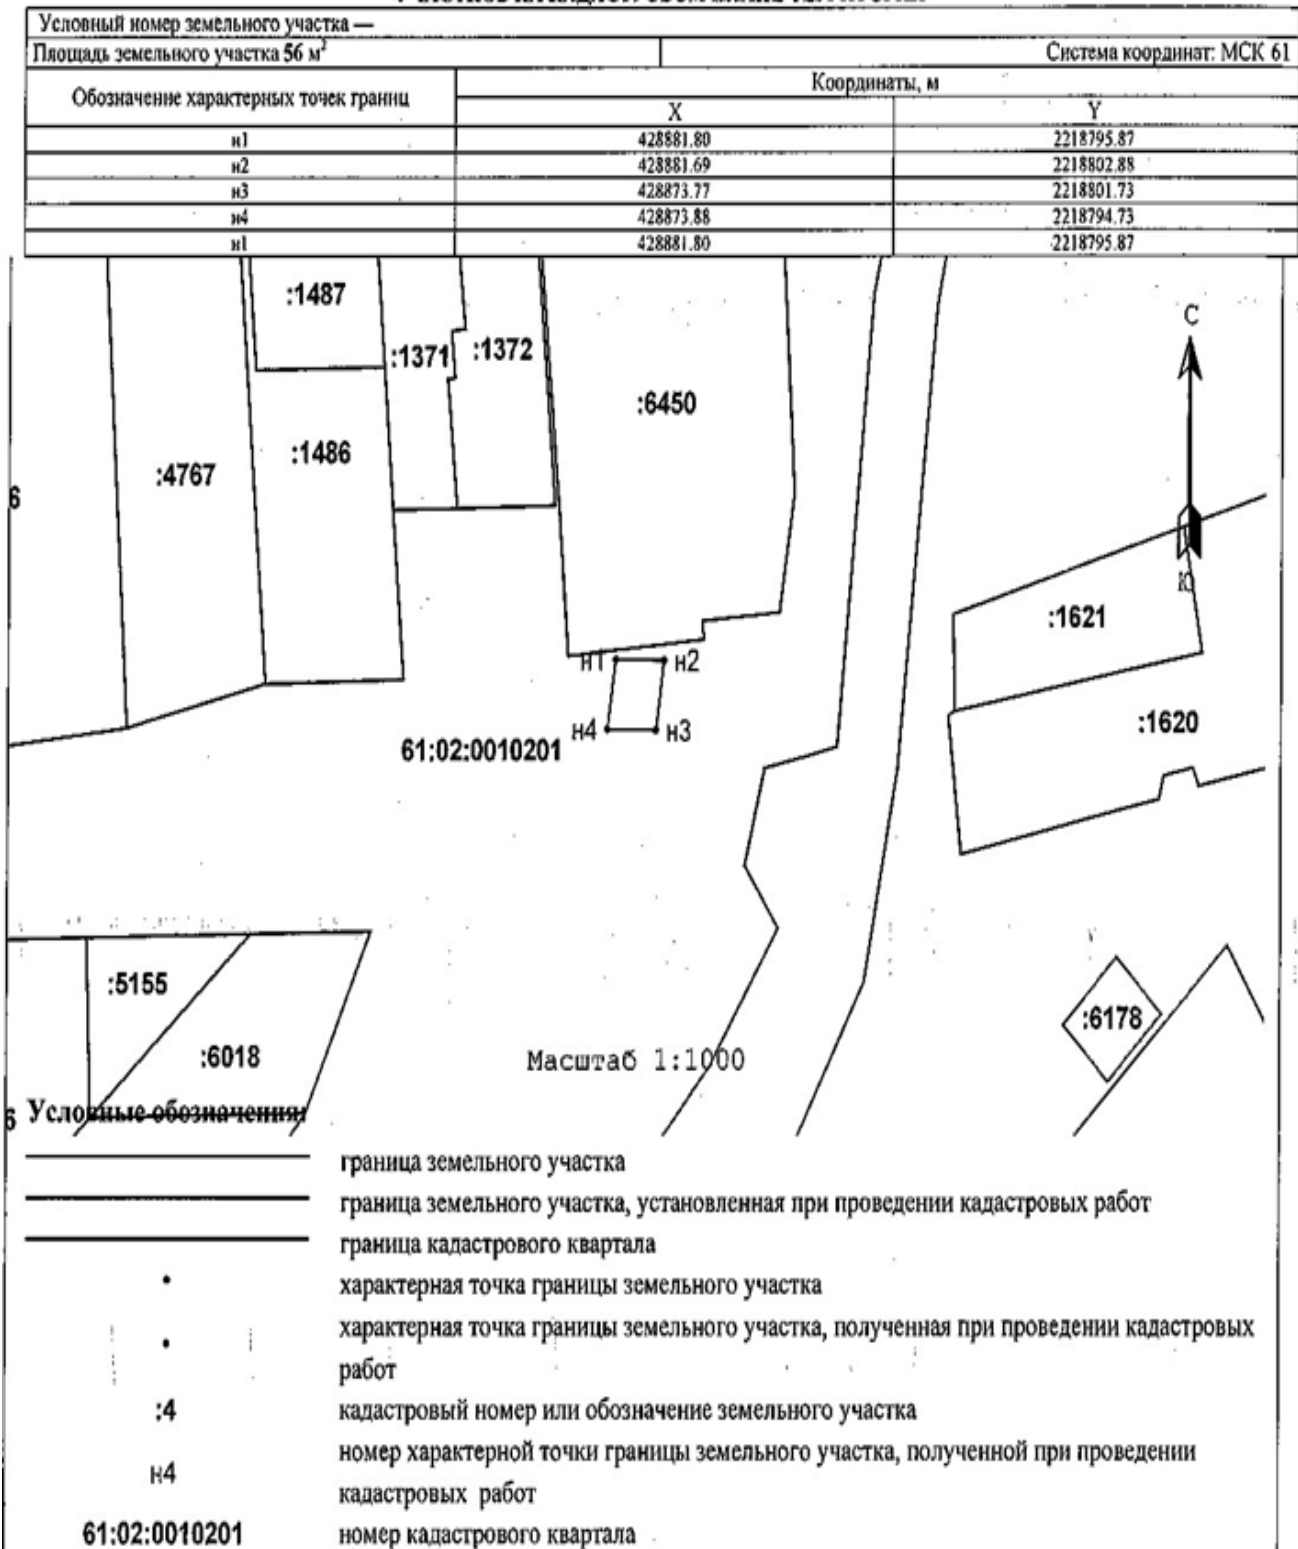 Условный номер земельного участка —
Площадь земельного участка 56 м² Система координат: МСК 61
Обозначение характерных точек границ Координаты, м
X Y
н1 428881.80 2218795.87
н2 428881.69 2218802.88
н3 428873.77 2218801.73
н4 428873.88 2218794.73
н1 428881.80 2218795.87
:1487
С
:1371 :1372
:6450
:1486
:4767
6
Ю
:1621
н1 н2
:1620
н4 н3
61:02:0010201
:5155
:6178
:6018
Масштаб 1:1000
6 Условные обозначения:
граница земельного участка
граница земельного участка, установленная при проведении кадастровых работ
граница кадастрового квартала
характерная точка границы земельного участка
характерная точка границы земельного участка, полученная при проведении кадастровых
работ
:4 кадастровый номер или обозначение земельного участка
н4 номер характерной точки границы земельного участка, полученной при проведении
кадастровых работ
61:02:0010201 номер кадастрового квартала